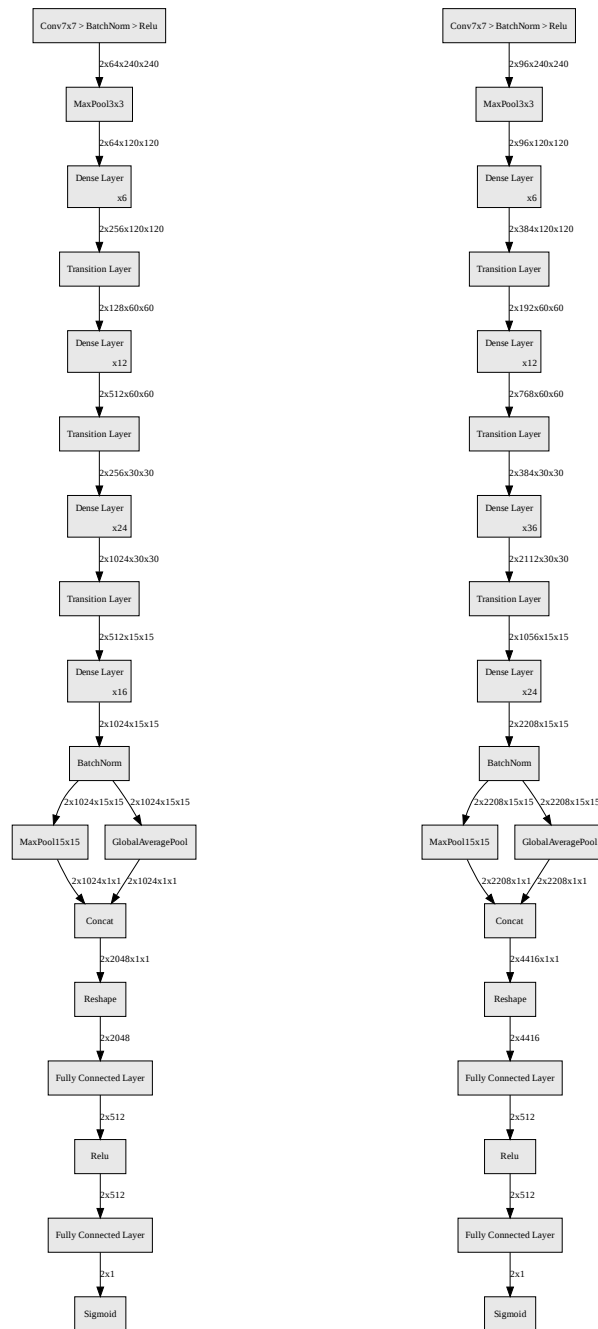 Conv7x7 > BatchNorm > Relu
2x64x240x240
MaxPool3x3
2x64x120x120
Dense Layer
x6
2x256x120x120
Transition Layer
2x128x60x60
Dense Layer
x12
2x512x60x60
Transition Layer
2x256x30x30
Dense Layer
x24
2x1024x30x30
Transition Layer
2x512x15x15
Dense Layer
x16
2x1024x15x15
BatchNorm
2x1024x15x15
2x1024x15x15
MaxPool15x15
GlobalAveragePool
2x1024x1x1
2x1024x1x1
Concat
2x2048x1x1
Reshape
2x2048
Fully Connected Layer
2x512
Relu
2x512
Fully Connected Layer
2x1
Sigmoid
Conv7x7 > BatchNorm > Relu
2x96x240x240
MaxPool3x3
2x96x120x120
Dense Layer
x6
2x384x120x120
Transition Layer
2x192x60x60
Dense Layer
x12
2x768x60x60
Transition Layer
2x384x30x30
Dense Layer
x36
2x2112x30x30
Transition Layer
2x1056x15x15
Dense Layer
x24
2x2208x15x15
BatchNorm
2x2208x15x15
2x2208x15x15
MaxPool15x15
GlobalAveragePool
2x2208x1x1
2x2208x1x1
Concat
2x4416x1x1
Reshape
2x4416
Fully Connected Layer
2x512
Relu
2x512
Fully Connected Layer
2x1
Sigmoid